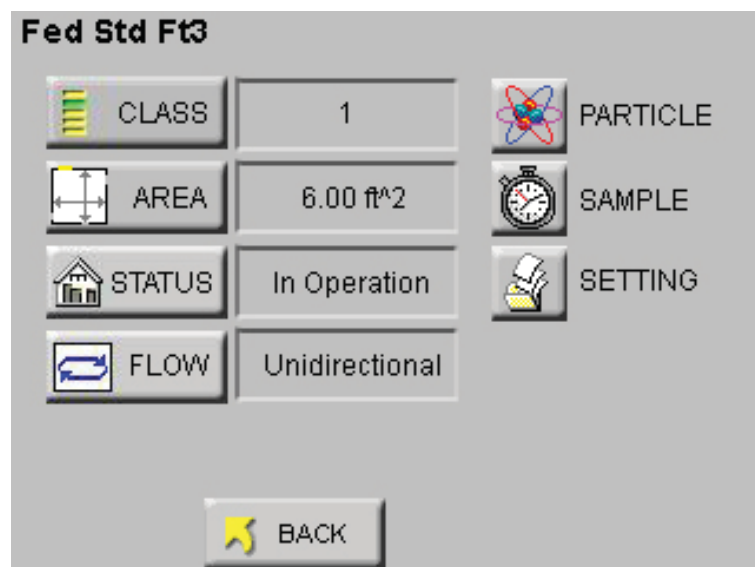 Fed Std Ft3
CLASS 1 PARTICLE
AREA 6.00 ft^2 SAMPLE
STATUS In Operation SETTING
FLOW Unidirectional
BACK